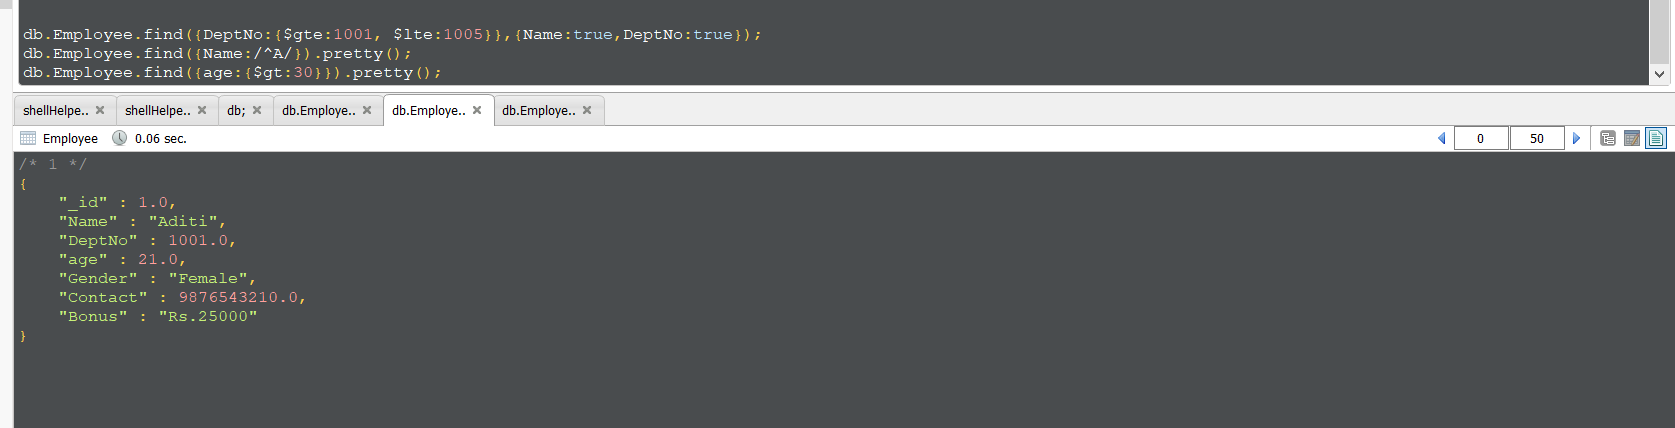 db.Employee.find({DeptNo:{$gte:1001, $lte:1005}},{Name:true,DeptNo:true});
db.Employee.find({Name:/^A/}).pretty();
db.Employee.find({age:{$gt:30}}).pretty();
shellHelpe.. shellHelpe.. db; db.Employe.. db.Employe.. db.Employe..
Employee 0.06 sec. 0 50
/* 1 */
{
    "_id" : 1.0,
    "Name" : "Aditi",
    "DeptNo" : 1001.0,
    "age" : 21.0,
    "Gender" : "Female",
    "Contact" : 9876543210.0,
    "Bonus" : "Rs.25000"
}